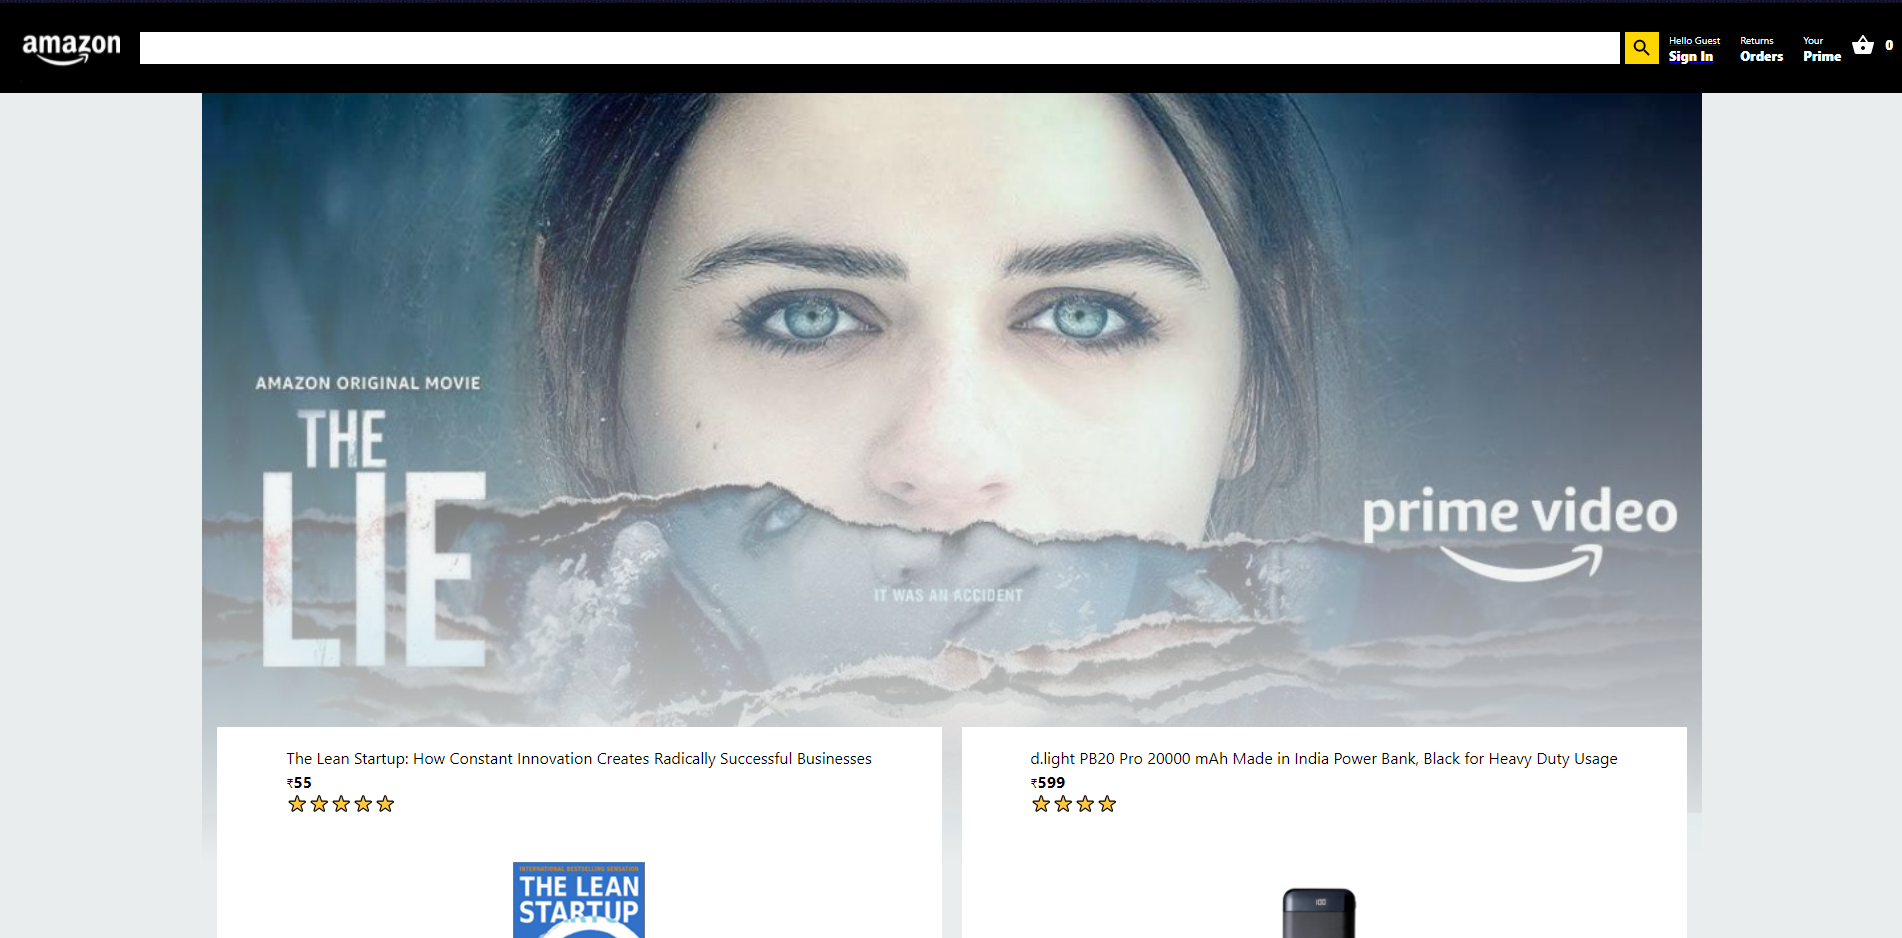 amazon
Hello Guest
Sign In
Returns
Orders
Your
Prime
0
AMAZON ORIGINAL MOVIE
THE
LIE
prime video
IT WAS AN ACCIDENT
The Lean Startup: How Constant Innovation Creates Radically Successful Businesses
₹55
d.light PB20 Pro 20000 mAh Made in India Power Bank, Black for Heavy Duty Usage
₹599
INTERNATIONAL BESTSELLING SENSATION
THE LEAN
STARTUP
100